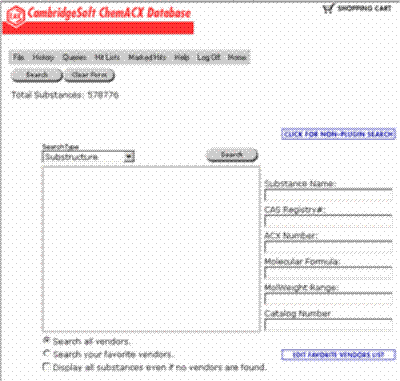 CambridgeSoft ChemACX Database
SHOPPING CART
File History Queries Hit Lists Marked Hits Help Log Off Home
Search Clear Form
Total Substances: 578776
CLICK FOR NON-PLUGIN SEARCH
SearchType
Substructure
Search
Substance Name:
CAS Registry#:
ACX Number:
Molecular Formula:
MolWeight Range:
Catalog Number
Search all vendors.
Search your favorite vendors.
EDIT FAVORITE VENDORS LIST
Display all substances even if no vendors are found.